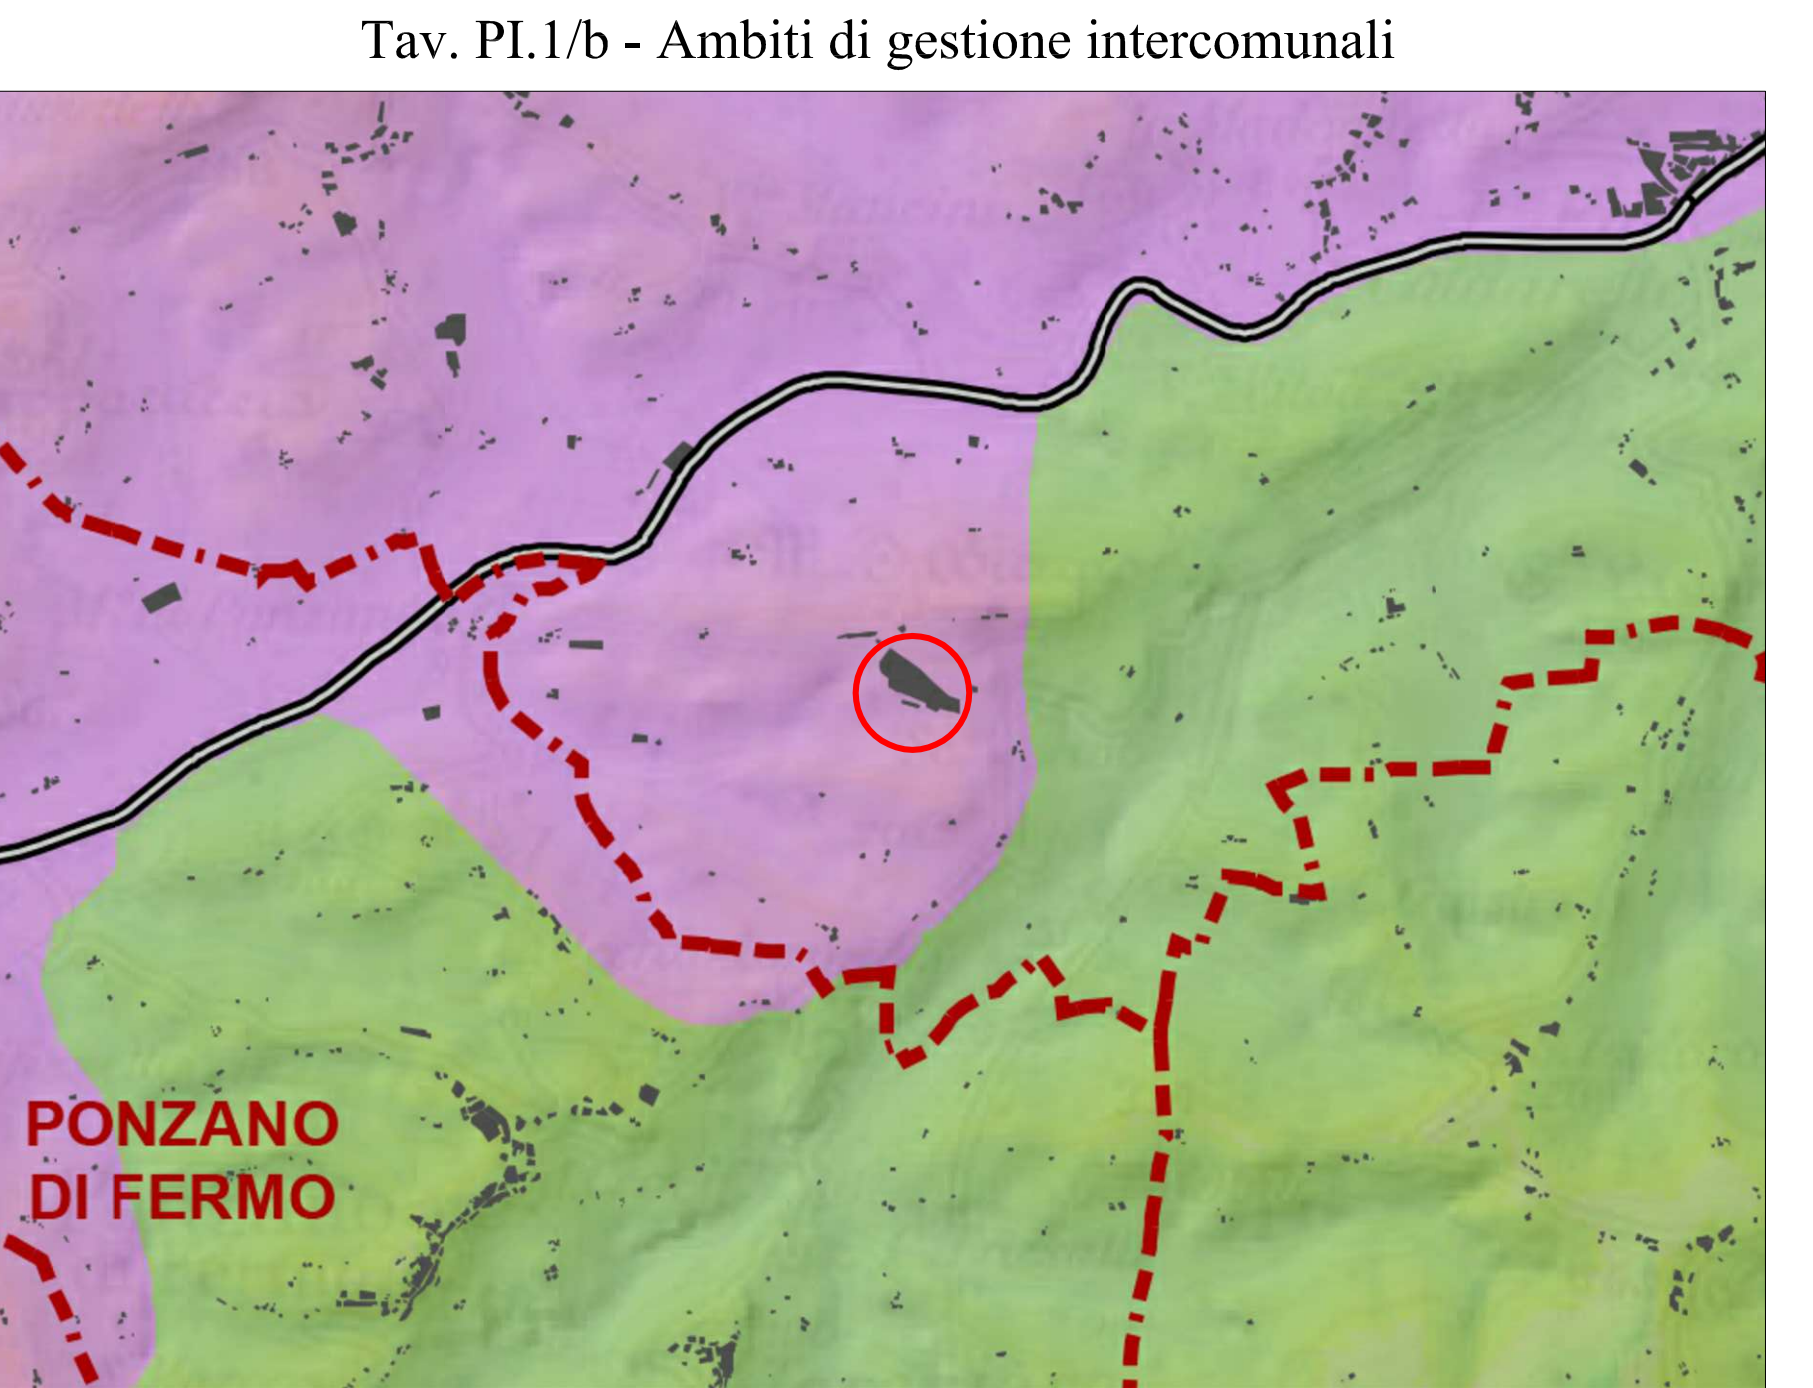 Tav. PI.1/b - Ambiti di gestione intercomunali
PONZANO
DI FERMO